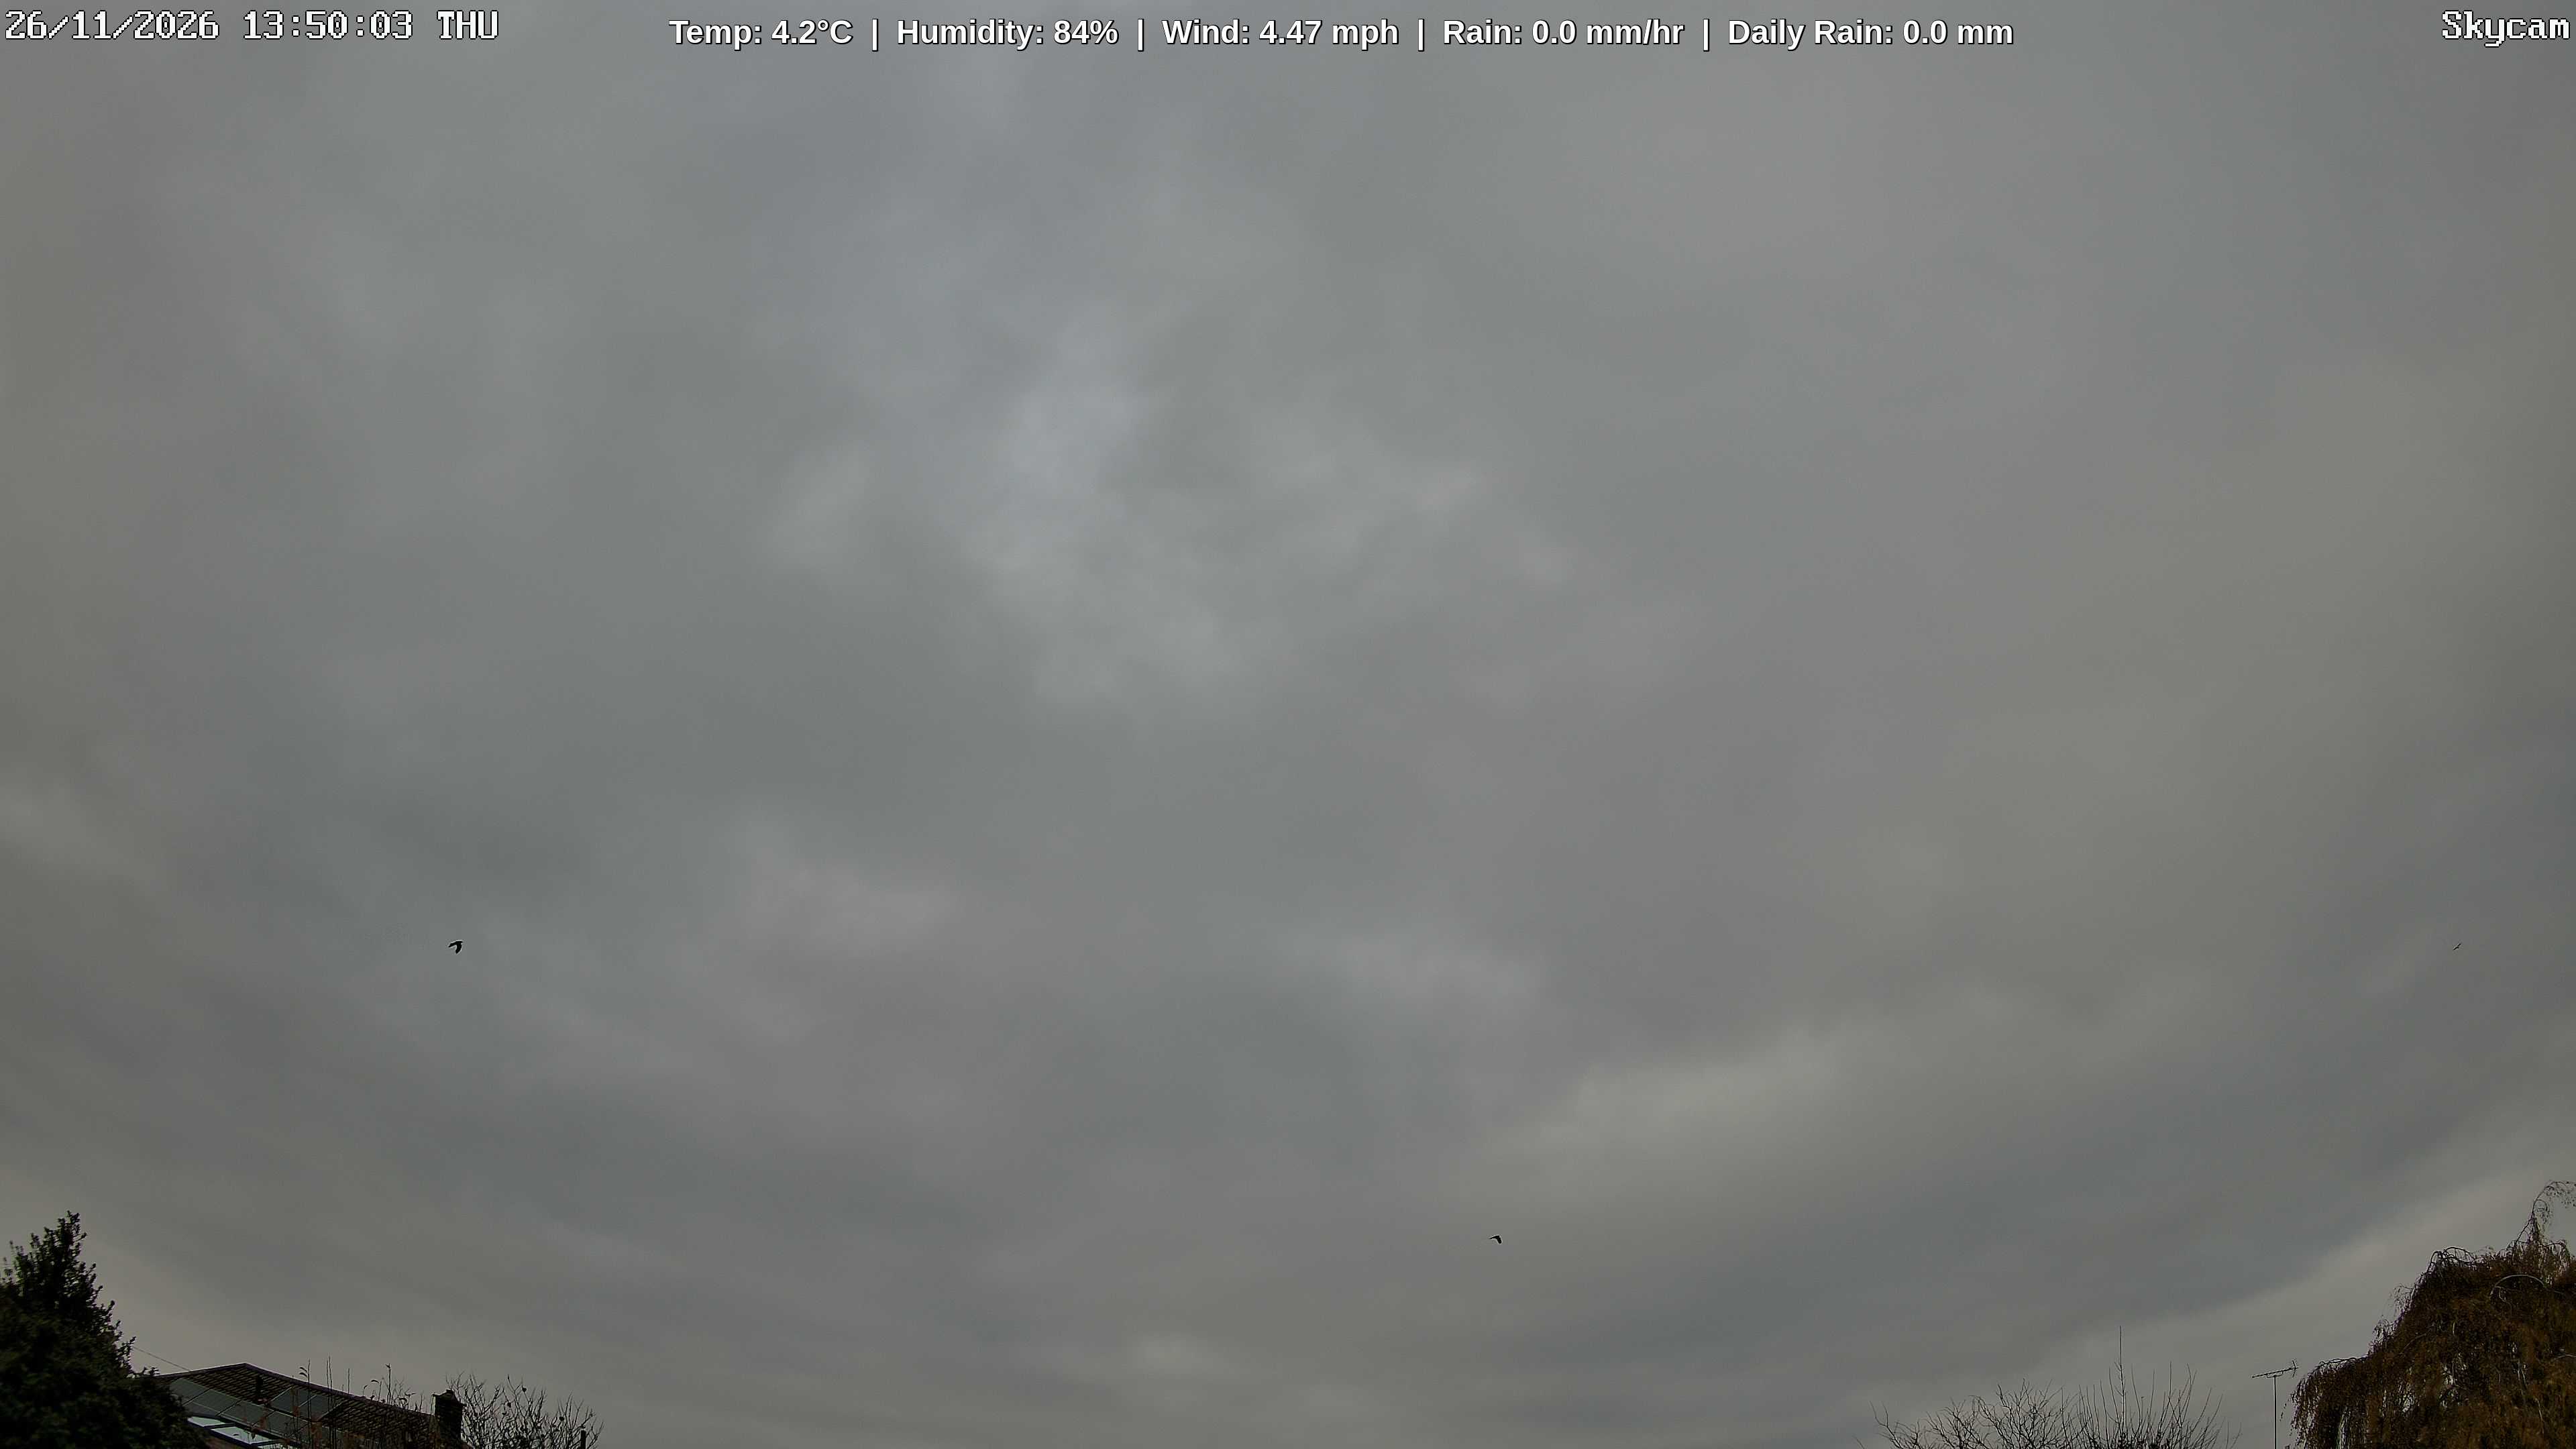 26/11/2026 13:50:03 THU
Temp: 4.2°C | Humidity: 84% | Wind: 4.47 mph | Rain: 0.0 mm/hr | Daily Rain: 0.0 mm
Skycam